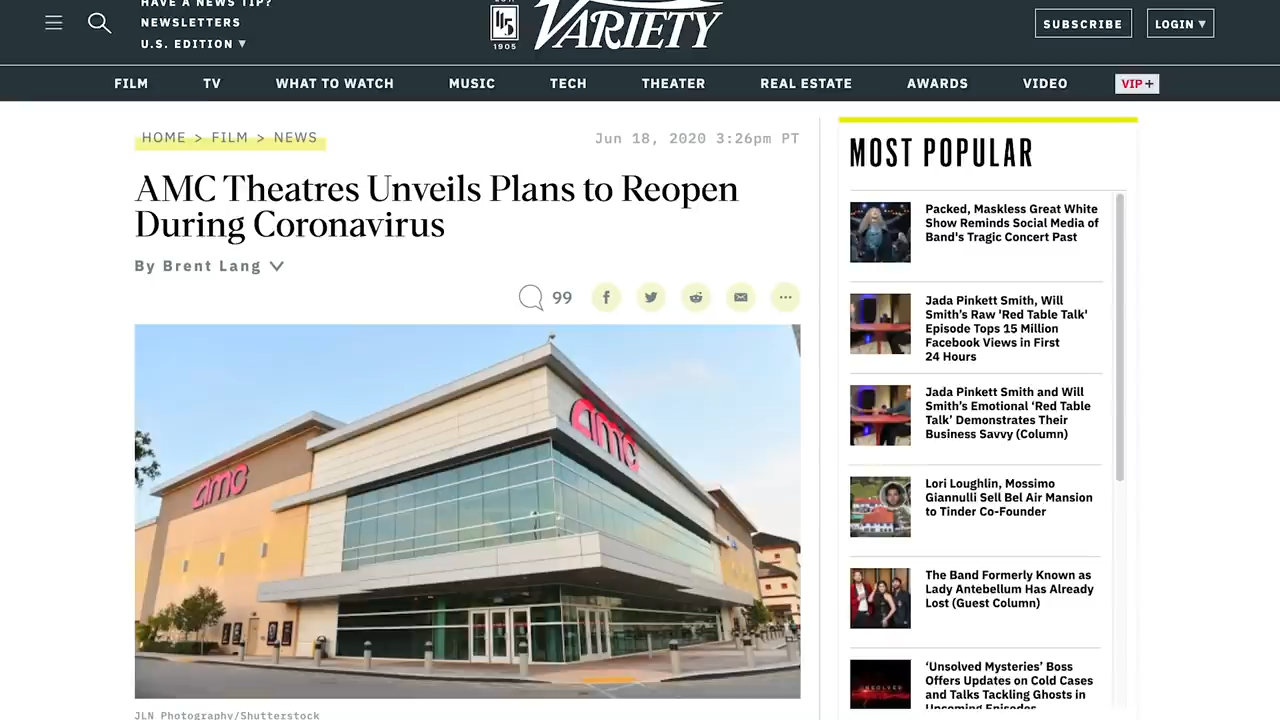 HAVE A NEWS TIP?
NEWSLETTERS
U.S. EDITION ▼
EST.
1905
VARIETY
SUBSCRIBE
LOGIN ▼
FILM
TV
WHAT TO WATCH
MUSIC
TECH
THEATER
REAL ESTATE
AWARDS
VIDEO
VIP+
HOME > FILM > NEWS
Jun 18, 2020 3:26pm PT
AMC Theatres Unveils Plans to Reopen
During Coronavirus
By Brent Lang
99
amc
amc
JLN Photography/Shutterstock
MOST POPULAR
Packed, Maskless Great White
Show Reminds Social Media of
Band's Tragic Concert Past
Jada Pinkett Smith, Will
Smith’s Raw 'Red Table Talk'
Episode Tops 15 Million
Facebook Views in First
24 Hours
Jada Pinkett Smith and Will
Smith’s Emotional ‘Red Table
Talk’ Demonstrates Their
Business Savvy (Column)
Lori Loughlin, Mossimo
Giannulli Sell Bel Air Mansion
to Tinder Co-Founder
The Band Formerly Known as
Lady Antebellum Has Already
Lost (Guest Column)
UNSOLVED
‘Unsolved Mysteries’ Boss
Offers Updates on Cold Cases
and Talks Tackling Ghosts in
Upcoming Episodes